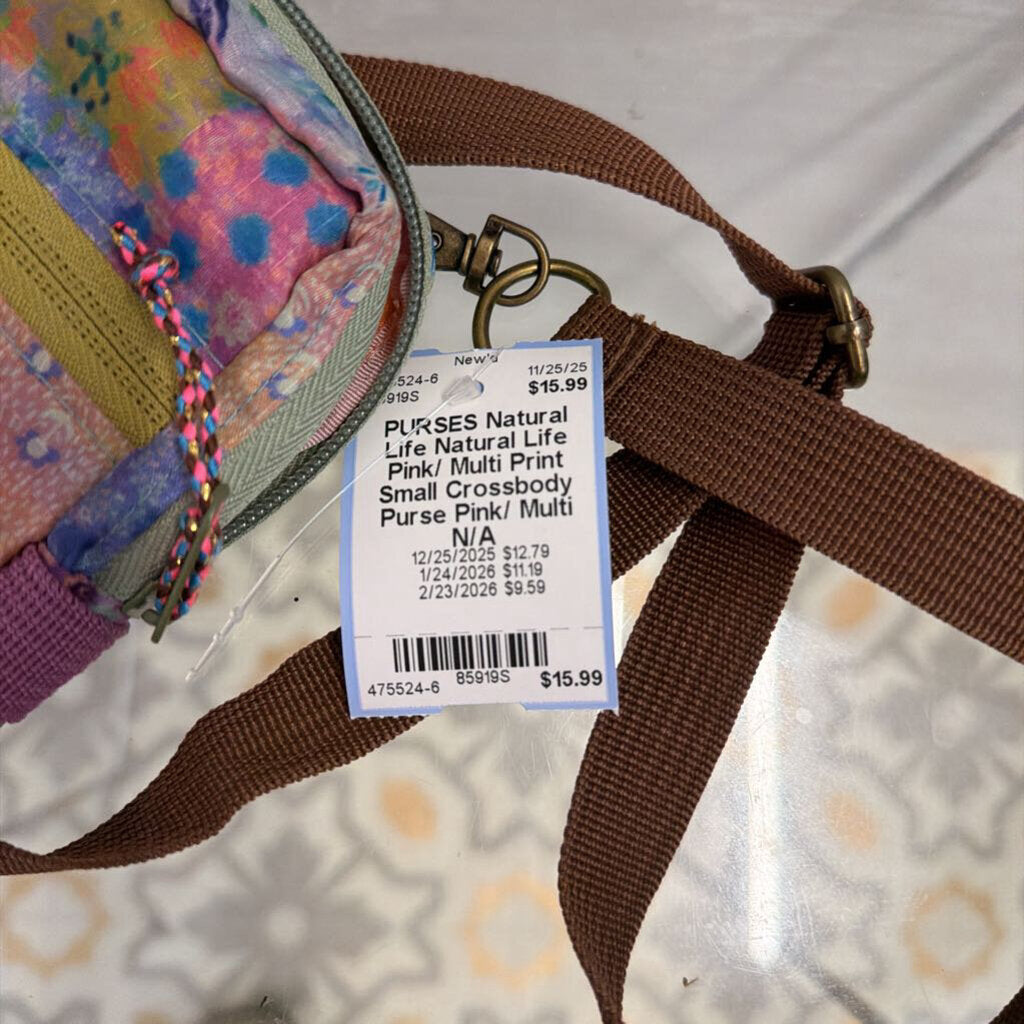 New'd
524-6 11/25/25
919S $15.99
PURSES Natural
Life Natural Life
Pink/ Multi Print
Small Crossbody
Purse Pink/ Multi
N/A
12/25/2025 $12.79
1/24/2026 $11.19
2/23/2026 $9.59
475524-6 85919S $15.99